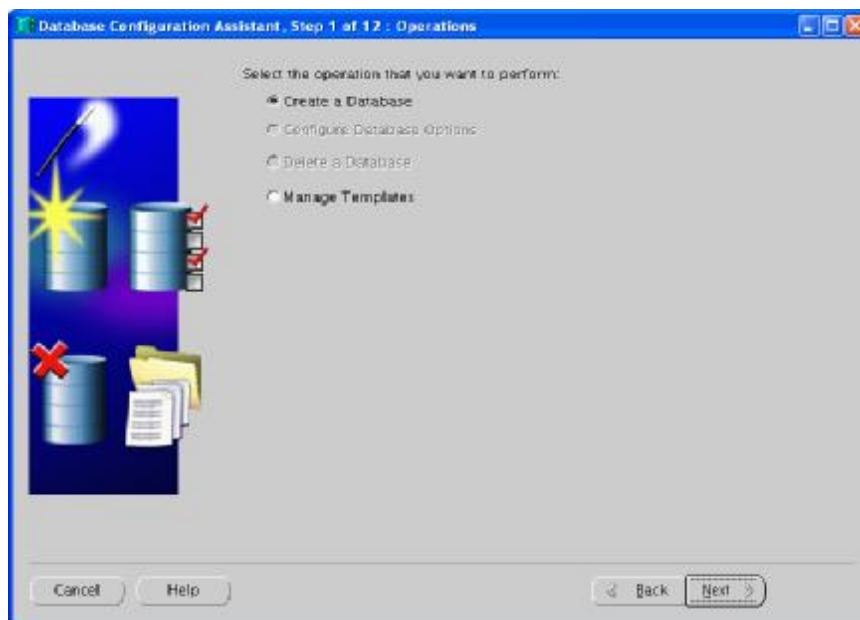 Database Configuration Assistant, Step 1 of 12 : Operations
Select the operation that you want to perform:
Create a Database
Configure Database Options
Delete a Database
Manage Templates
Cancel
Help
Back
Next